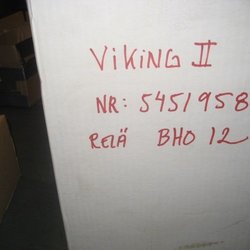 ViKiNG II
NR: 5451958
RELÄ BHO 12